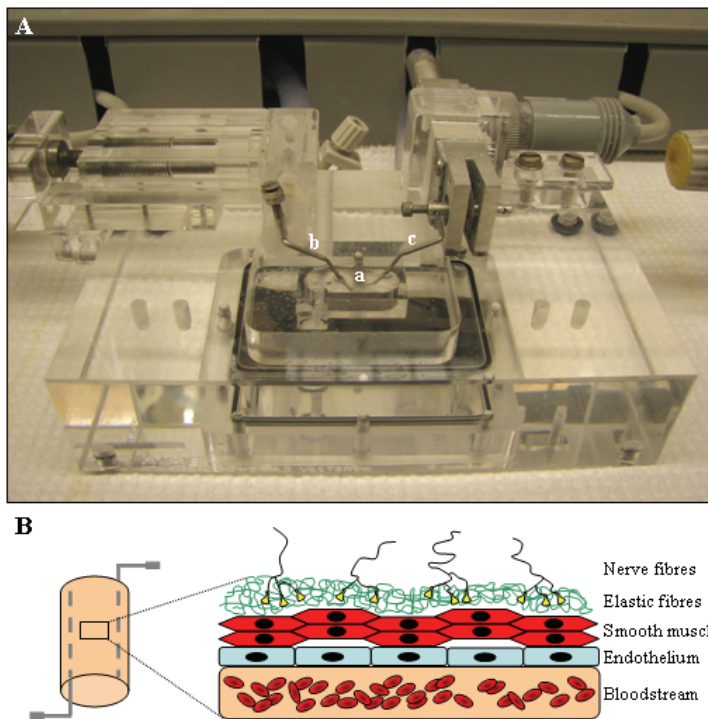 A
b
c
a
B
Nerve fibres
Elastic fibres
Smooth muscl
Endothelium
Bloodstream